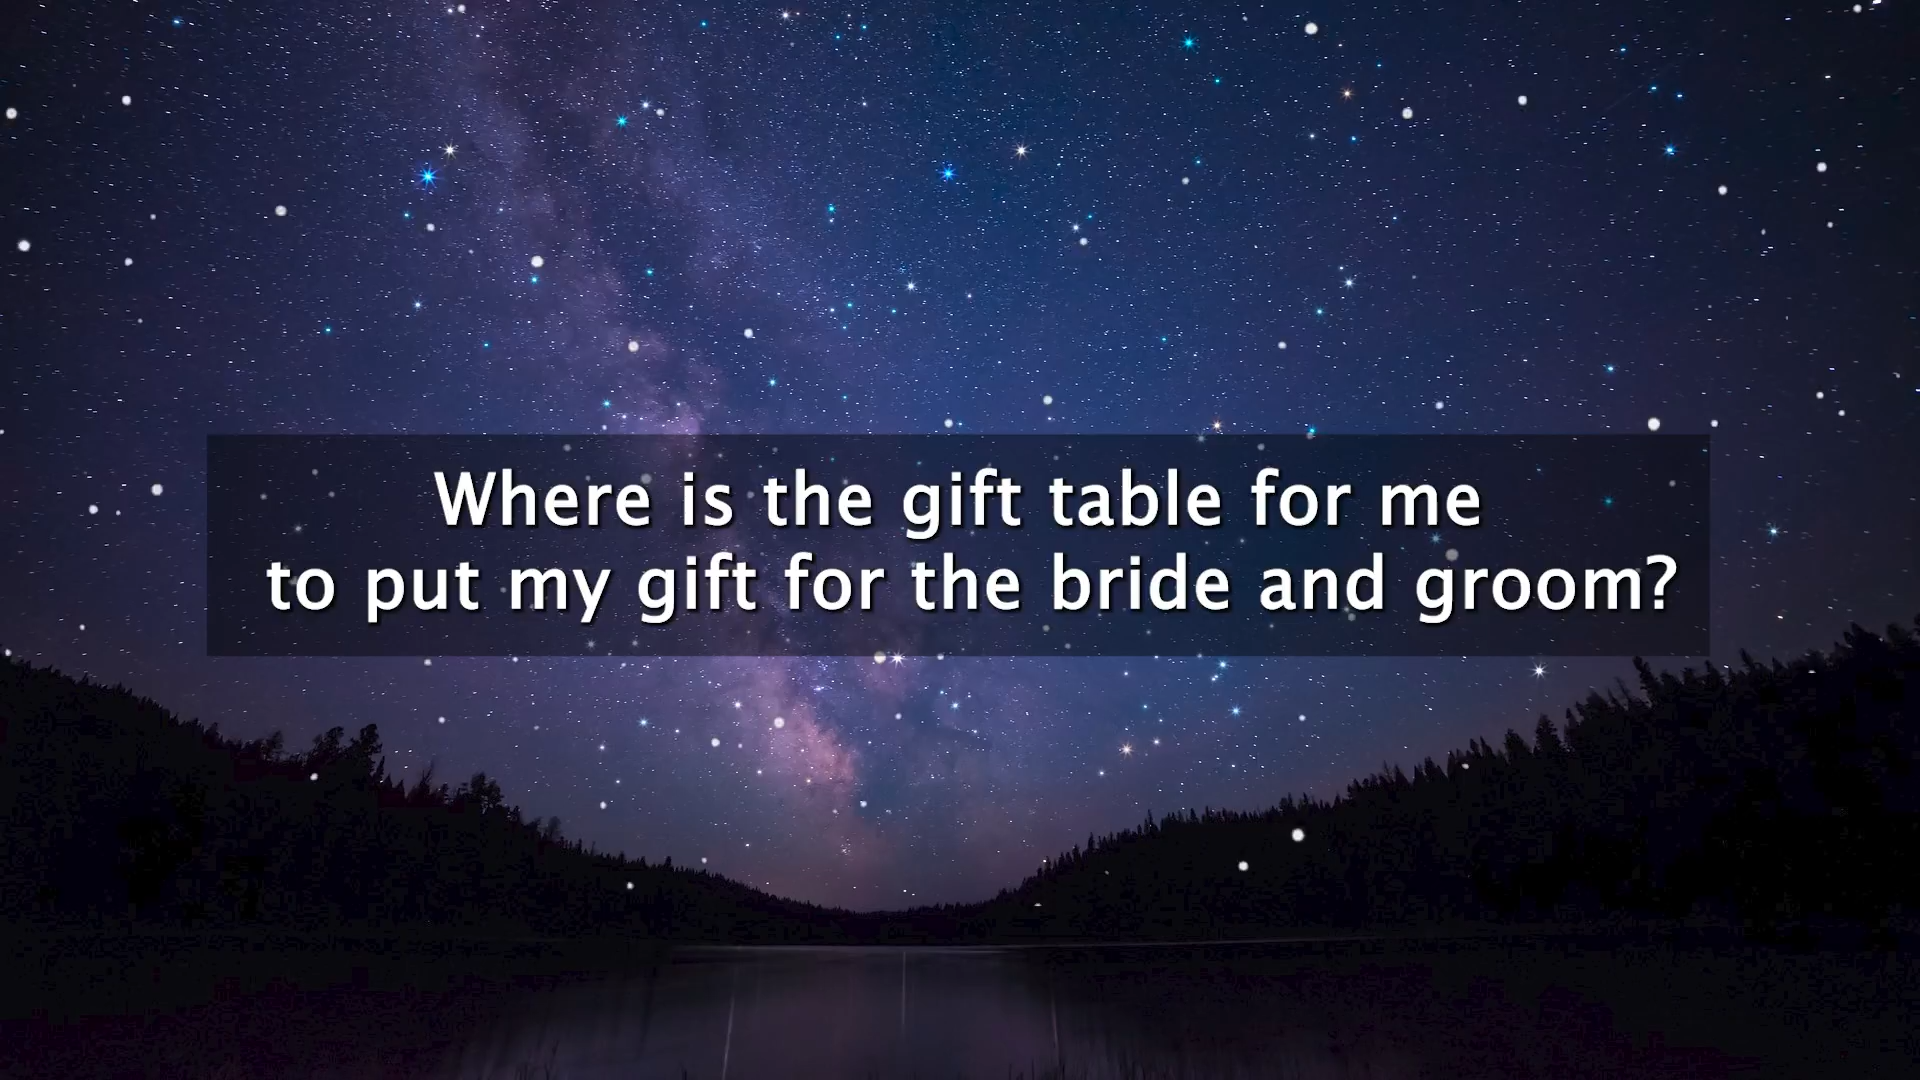 Where is the gift table for me
to put my gift for the bride and groom?